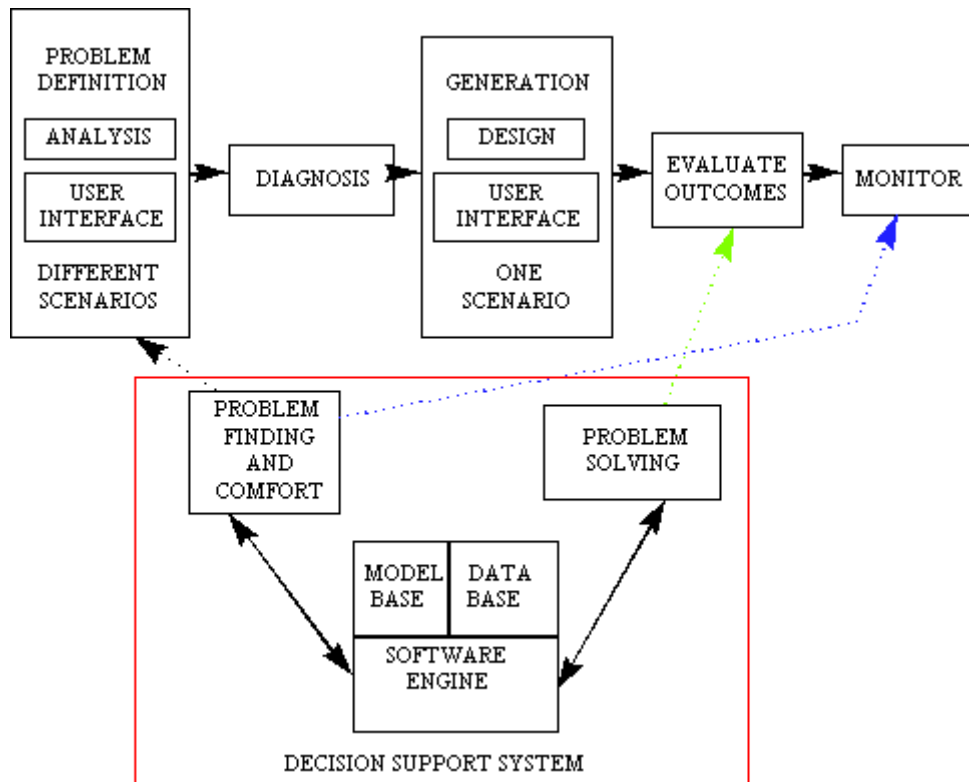 PROBLEM
DEFINITION
ANALYSIS
USER
INTERFACE
DIFFERENT
SCENARIOS
DIAGNOSIS
GENERATION
DESIGN
USER
INTERFACE
ONE
SCENARIO
EVALUATE
OUTCOMES
MONITOR
PROBLEM
FINDING
AND
COMFORT
PROBLEM
SOLVING
MODEL
BASE
DATA
BASE
SOFTWARE
ENGINE
DECISION SUPPORT SYSTEM